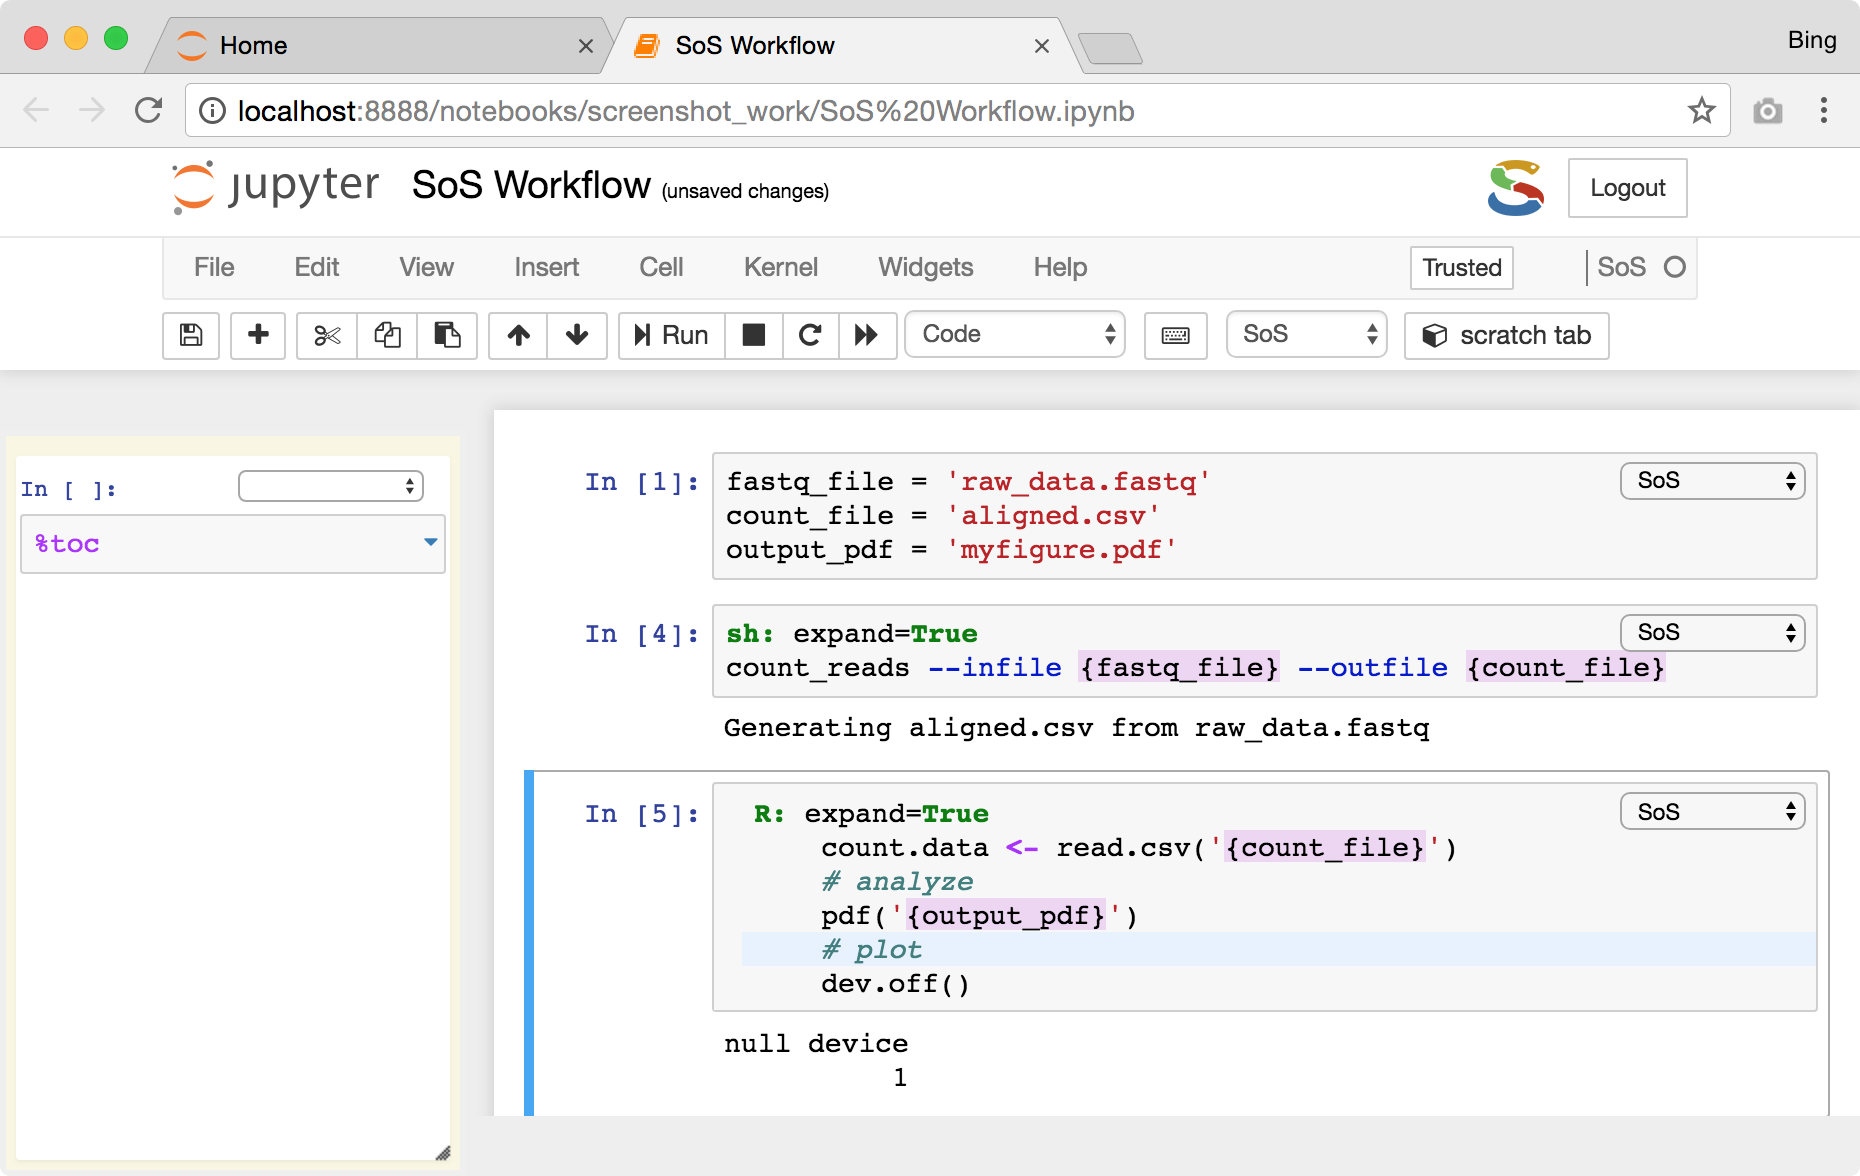 Home
SoS Workflow
Bing
localhost:8888/notebooks/screenshot_work/SoS%20Workflow.ipynb
jupyter SoS Workflow (unsaved changes)
Logout
File Edit View Insert Cell Kernel Widgets Help Trusted SoS
Run Code SoS scratch tab
In [ ]:
%toc
In [1]: fastq_file = 'raw_data.fastq' SoS
count_file = 'aligned.csv'
output_pdf = 'myfigure.pdf'
In [4]: sh: expand=True SoS
count_reads --infile {fastq_file} --outfile {count_file}
Generating aligned.csv from raw_data.fastq
In [5]: R: expand=True SoS
count.data <- read.csv('{count_file}')
# analyze
pdf('{output_pdf}')
# plot
dev.off()
null device
1